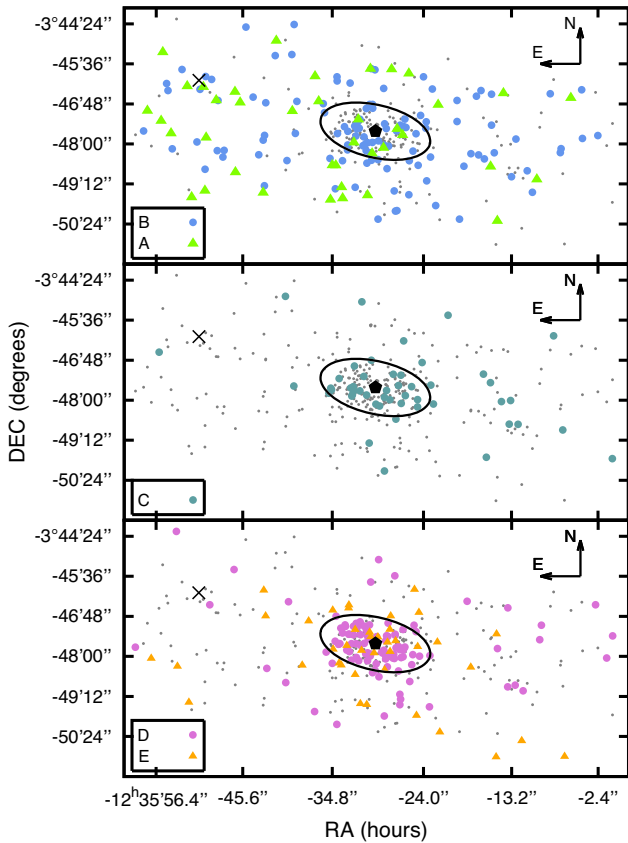 -3°44'24”
-45'36”
-46'48”
-48'00”
-49'12”
-50'24”
N
E
B
A
-3°44'24”
-45'36”
-46'48”
-48'00”
-49'12”
-50'24”
N
E
C
-3°44'24”
-45'36”
-46'48”
-48'00”
-49'12”
-50'24”
N
E
D
E
DEC (degrees)
-12h35'56.4” -45.6” -34.8” -24.0” -13.2” -2.4”
RA (hours)